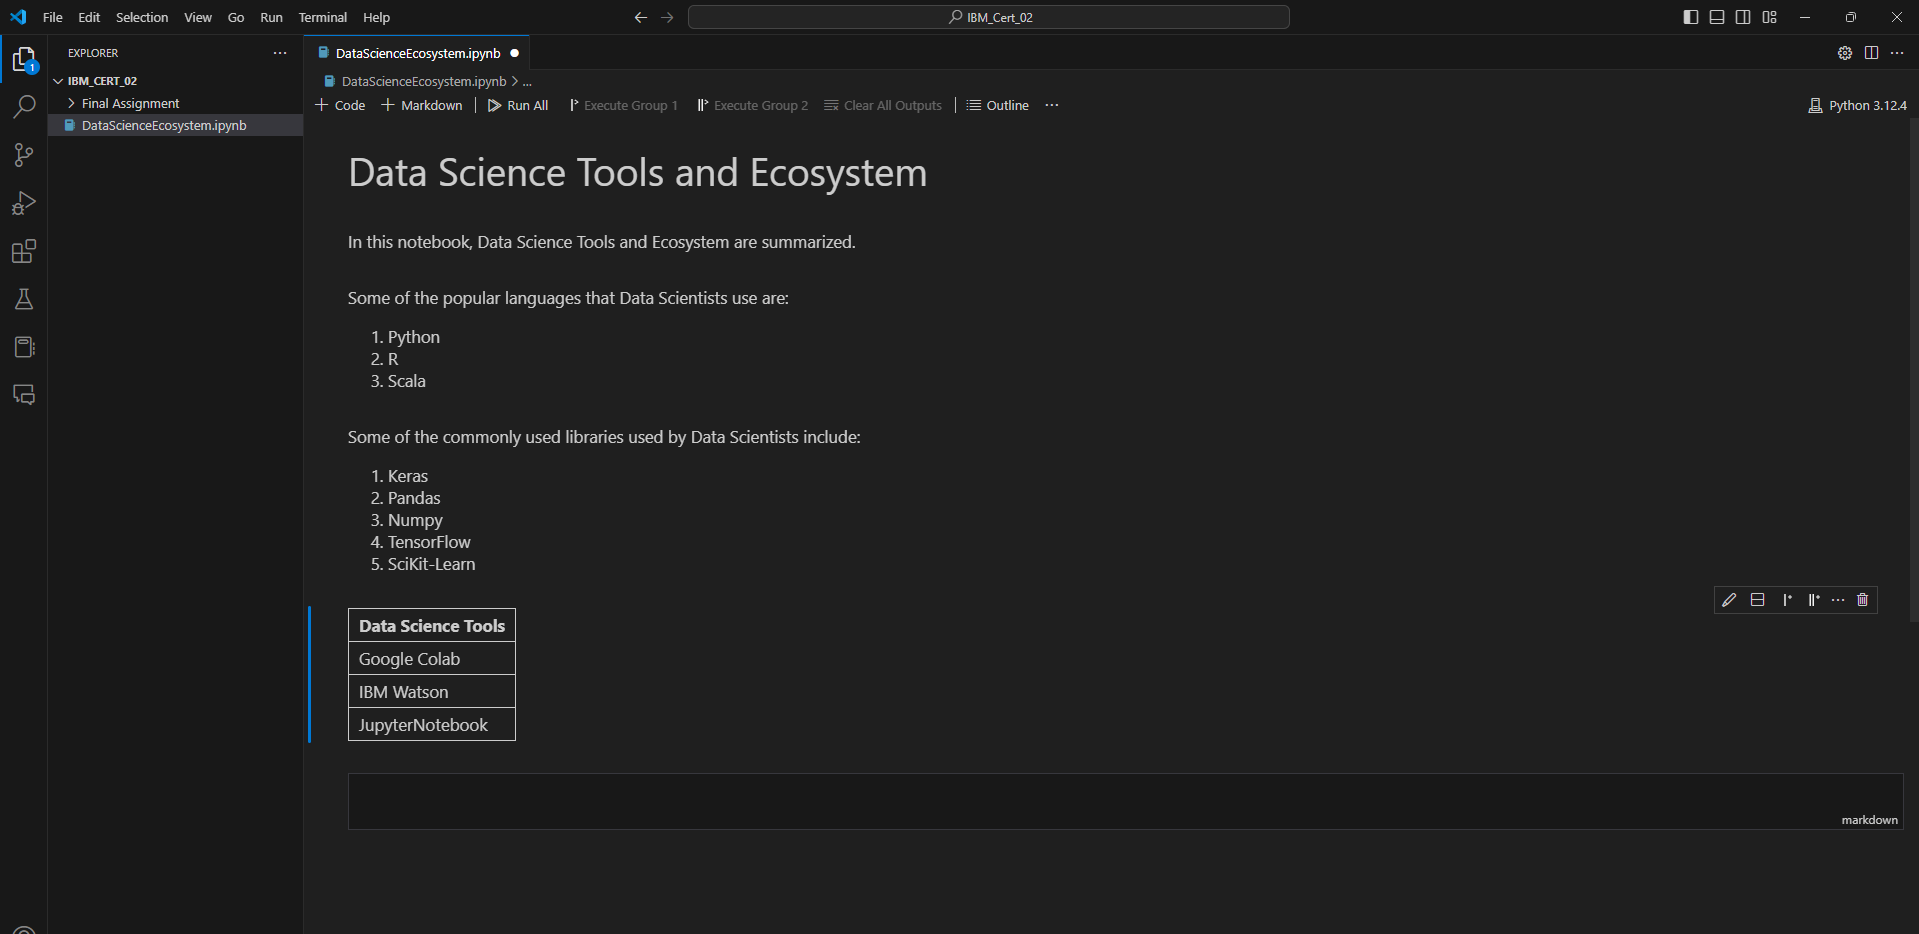 File Edit Selection View Go Run Terminal Help
IBM_Cert_02
EXPLORER
1
IBM_CERT_02
Final Assignment
DataScienceEcosystem.ipynb
DataScienceEcosystem.ipynb
DataScienceEcosystem.ipynb > ...
Code Markdown Run All Execute Group 1 Execute Group 2 Clear All Outputs Outline
Python 3.12.4
Data Science Tools and Ecosystem
In this notebook, Data Science Tools and Ecosystem are summarized.
Some of the popular languages that Data Scientists use are:
1. Python
2. R
3. Scala
Some of the commonly used libraries used by Data Scientists include:
1. Keras
2. Pandas
3. Numpy
4. TensorFlow
5. SciKit-Learn
Data Science Tools
Google Colab
IBM Watson
JupyterNotebook
markdown